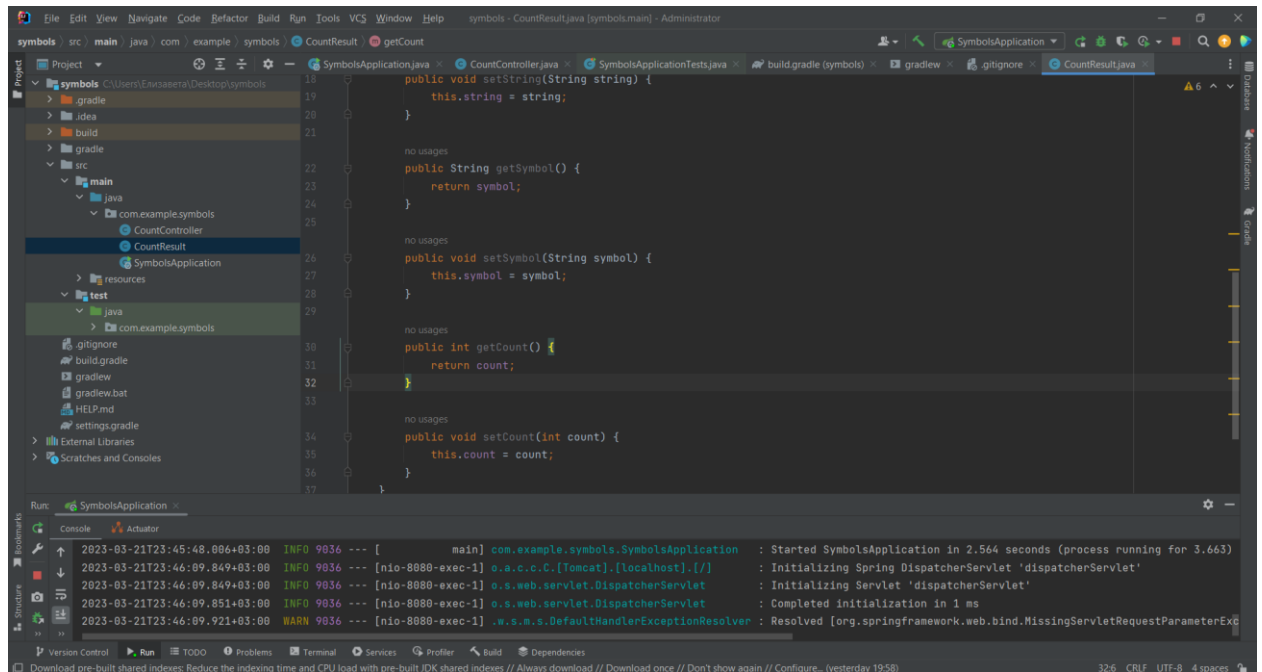 File Edit View Navigate Code Refactor Build Run Tools VCS Window Help symbols - CountResult.java [symbols.main] - Administrator
symbols src main java com example symbols CountResult getCount SymbolsApplication
Project SymbolsApplication.java CountController.java SymbolsApplicationTests.java build.gradle (symbols) gradlew .gitignore CountResult.java
Project
symbols C:\Users\Елизавета\Desktop\symbols
.gradle
.idea
build
gradle
src
main
java
com.example.symbols
CountController
CountResult
SymbolsApplication
resources
test
java
com.example.symbols
.gitignore
build.gradle
gradlew
gradlew.bat
HELP.md
settings.gradle
External Libraries
Scratches and Consoles
18 public void setString(String string) {
19 this.string = string;
20 }
21
no usages
22 public String getSymbol() {
23 return symbol;
24 }
25
no usages
26 public void setSymbol(String symbol) {
27 this.symbol = symbol;
28 }
29
no usages
30 public int getCount() {
31 return count;
32 }
33
no usages
34 public void setCount(int count) {
35 this.count = count;
36 }
37 }
6
Database
Notifications
Gradle
Bookmarks
Structure
Run: SymbolsApplication
Console Actuator
2023-03-21T23:45:48.006+03:00 INFO 9036 --- [ main] com.example.symbols.SymbolsApplication : Started SymbolsApplication in 2.564 seconds (process running for 3.663)
2023-03-21T23:46:09.849+03:00 INFO 9036 --- [nio-8080-exec-1] o.a.c.c.C.[Tomcat].[localhost].[/] : Initializing Spring DispatcherServlet 'dispatcherServlet'
2023-03-21T23:46:09.849+03:00 INFO 9036 --- [nio-8080-exec-1] o.s.web.servlet.DispatcherServlet : Initializing Servlet 'dispatcherServlet'
2023-03-21T23:46:09.851+03:00 INFO 9036 --- [nio-8080-exec-1] o.s.web.servlet.DispatcherServlet : Completed initialization in 1 ms
2023-03-21T23:46:09.921+03:00 WARN 9036 --- [nio-8080-exec-1] .w.s.m.s.DefaultHandlerExceptionResolver : Resolved [org.springframework.web.bind.MissingServletRequestParameterExc
Version Control Run TODO Problems Terminal Services Profiler Build Dependencies
Download pre-built shared indexes: Reduce the indexing time and CPU load with pre-built JDK shared indexes // Always download // Download once // Don't show again // Configure... (yesterday 19:58) 32:6 CRLF UTF-8 4 spaces